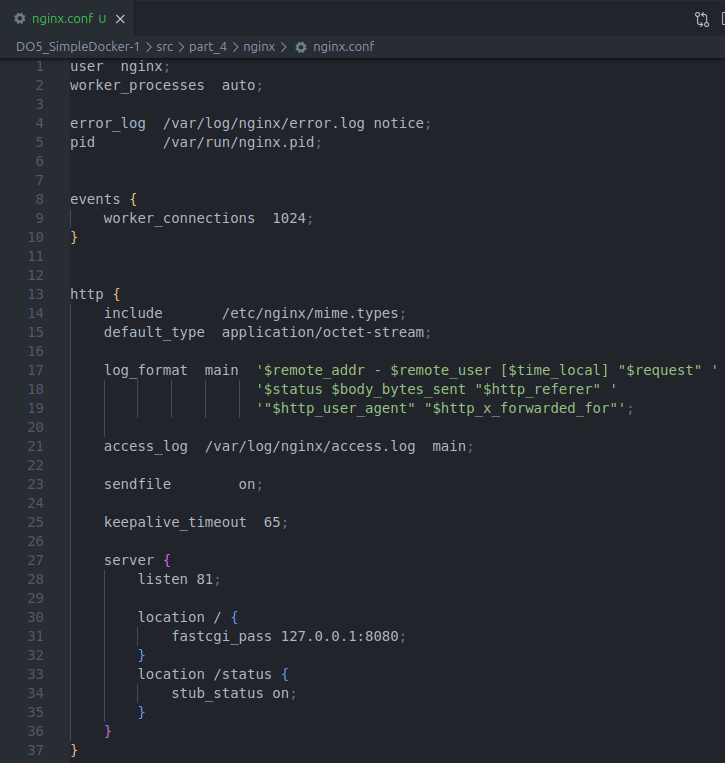 nginx.conf U
DO5_SimpleDocker-1 > src > part_4 > nginx > nginx.conf
1 user  nginx;
2 worker_processes  auto;
3
4 error_log  /var/log/nginx/error.log notice;
5 pid        /var/run/nginx.pid;
6
7
8 events {
9     worker_connections  1024;
10 }
11
12
13 http {
14     include       /etc/nginx/mime.types;
15     default_type  application/octet-stream;
16
17     log_format  main  '$remote_addr - $remote_user [$time_local] "$request" '
18                       '$status $body_bytes_sent "$http_referer" '
19                       '"$http_user_agent" "$http_x_forwarded_for"';
20
21     access_log  /var/log/nginx/access.log  main;
22
23     sendfile        on;
24
25     keepalive_timeout  65;
26
27     server {
28         listen 81;
29
30         location / {
31             fastcgi_pass 127.0.0.1:8080;
32         }
33         location /status {
34             stub_status on;
35         }
36     }
37 }